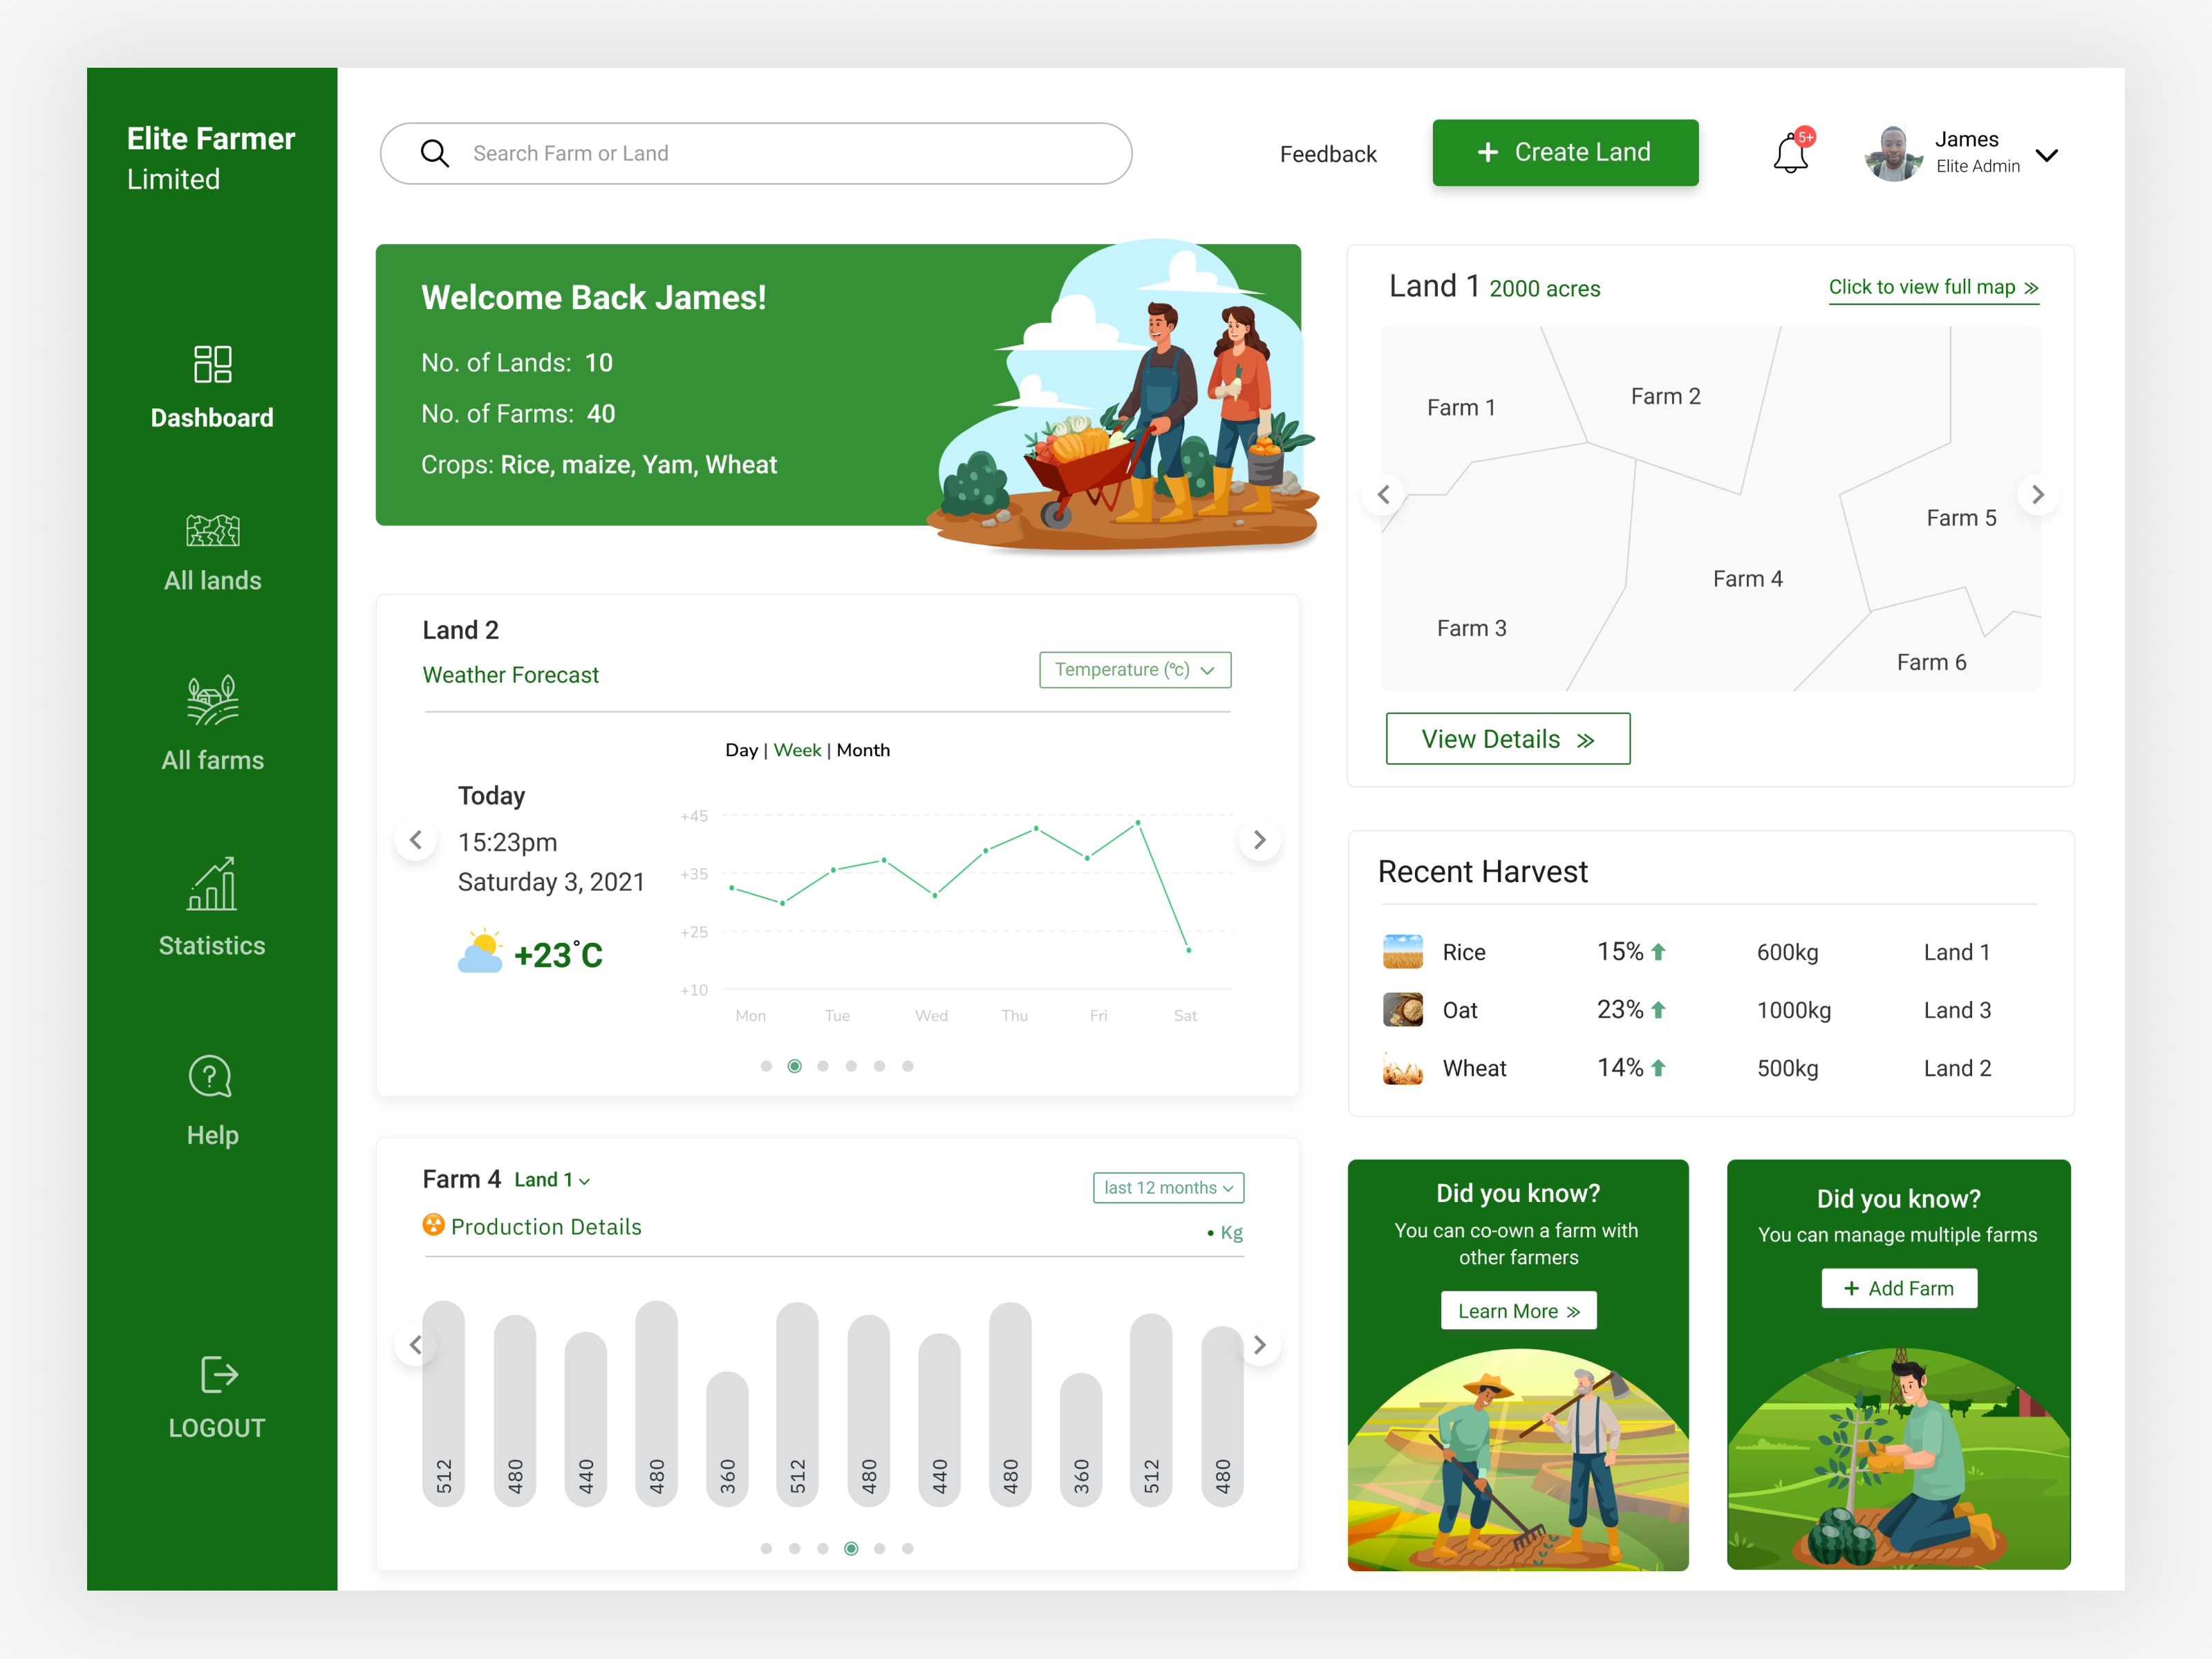 Elite Farmer
Limited
Dashboard
All lands
All farms
Statistics
Help
LOGOUT
Search Farm or Land
Feedback
+ Create Land
5+
James
Elite Admin
Welcome Back James!
No. of Lands: 10
No. of Farms: 40
Crops: Rice, maize, Yam, Wheat
Land 1 2000 acres
Click to view full map
Farm 1
Farm 2
Farm 5
Farm 4
Farm 3
Farm 6
View Details
Land 2
Weather Forecast
Temperature (℃)
Day | Week | Month
Today
15:23pm
Saturday 3, 2021
+23°C
+45
+35
+25
+10
Mon Tue Wed Thu Fri Sat
Recent Harvest
Rice 15% 600kg Land 1
Oat 23% 1000kg Land 3
Wheat 14% 500kg Land 2
Farm 4 Land 1
last 12 months
Production Details
• Kg
512 480 440 480 360 512 480 440 480 360 512 480
Did you know?
You can co-own a farm with
other farmers
Learn More
Did you know?
You can manage multiple farms
+ Add Farm